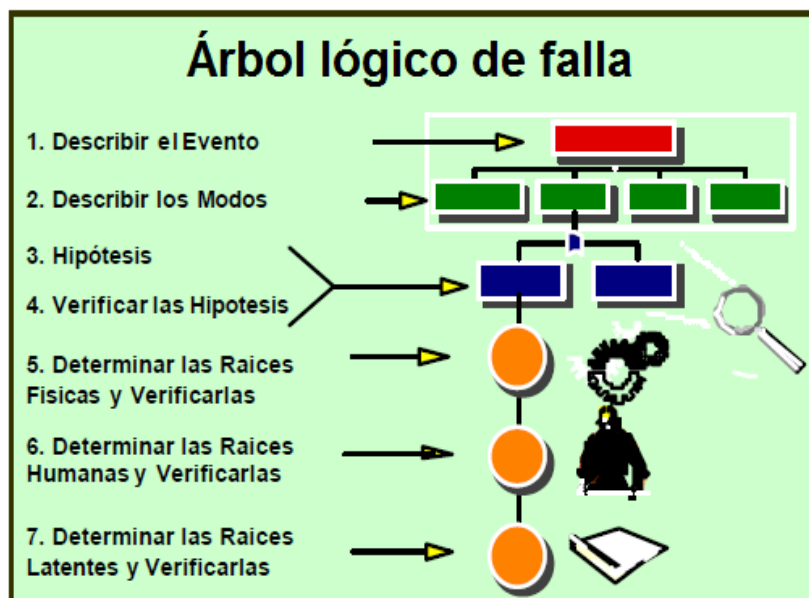 Árbol lógico de falla
1. Describir el Evento
2. Describir los Modos
3. Hipótesis
4. Verificar las Hipotesis
5. Determinar las Raices
Fisicas y Verificarlas
6. Determinar las Raices
Humanas y Verificarlas
7. Determinar las Raices
Latentes y Verificarlas